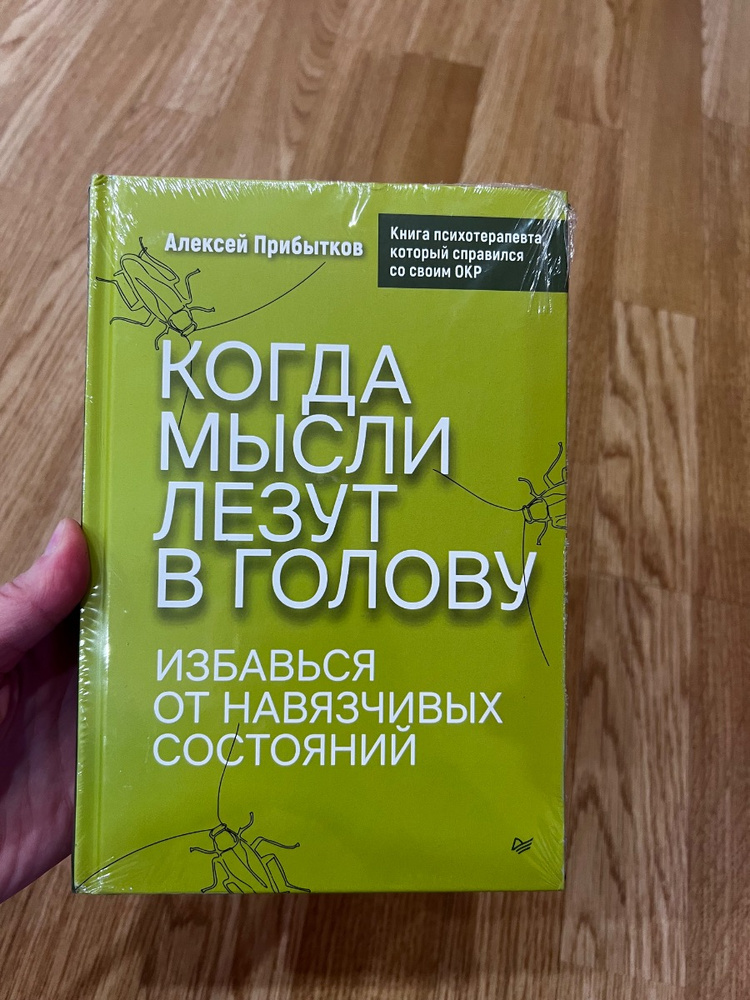 Алексей Прибытков
Книга психотерапевта,
который справился
со своим ОКР
КОГДА
МЫСЛИ
ЛЕЗУТ
В ГОЛОВУ
ИЗБАВЬСЯ
ОТ НАВЯЗЧИВЫХ
СОСТОЯНИЙ